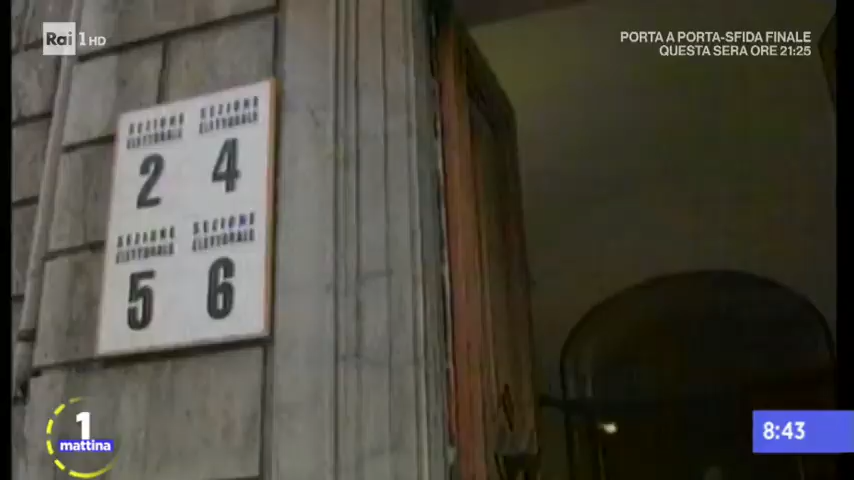 Rai 1 HD
PORTA A PORTA-SFIDA FINALE
QUESTA SERA ORE 21:25
SEZIONE ELETTORALE
2
SEZIONE ELETTORALE
4
SEZIONE ELETTORALE
5
SEZIONE ELETTORALE
6
1
mattina
8:43